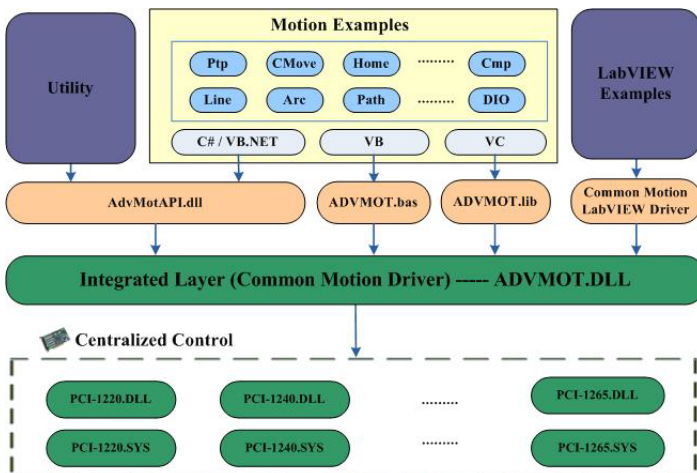 Motion Examples
Utility
Ptp CMove Home ......... Cmp
Line Arc Path ......... DIO
LabVIEW
Examples
C# / VB.NET VB VC
AdvMotAPI.dll ADVMOT.bas ADVMOT.lib
Common Motion
LabVIEW Driver
Integrated Layer (Common Motion Driver) ----- ADVMOT.DLL
Centralized Control
PCI-1220.DLL PCI-1240.DLL ......... PCI-1265.DLL
PCI-1220.SYS PCI-1240.SYS ......... PCI-1265.SYS